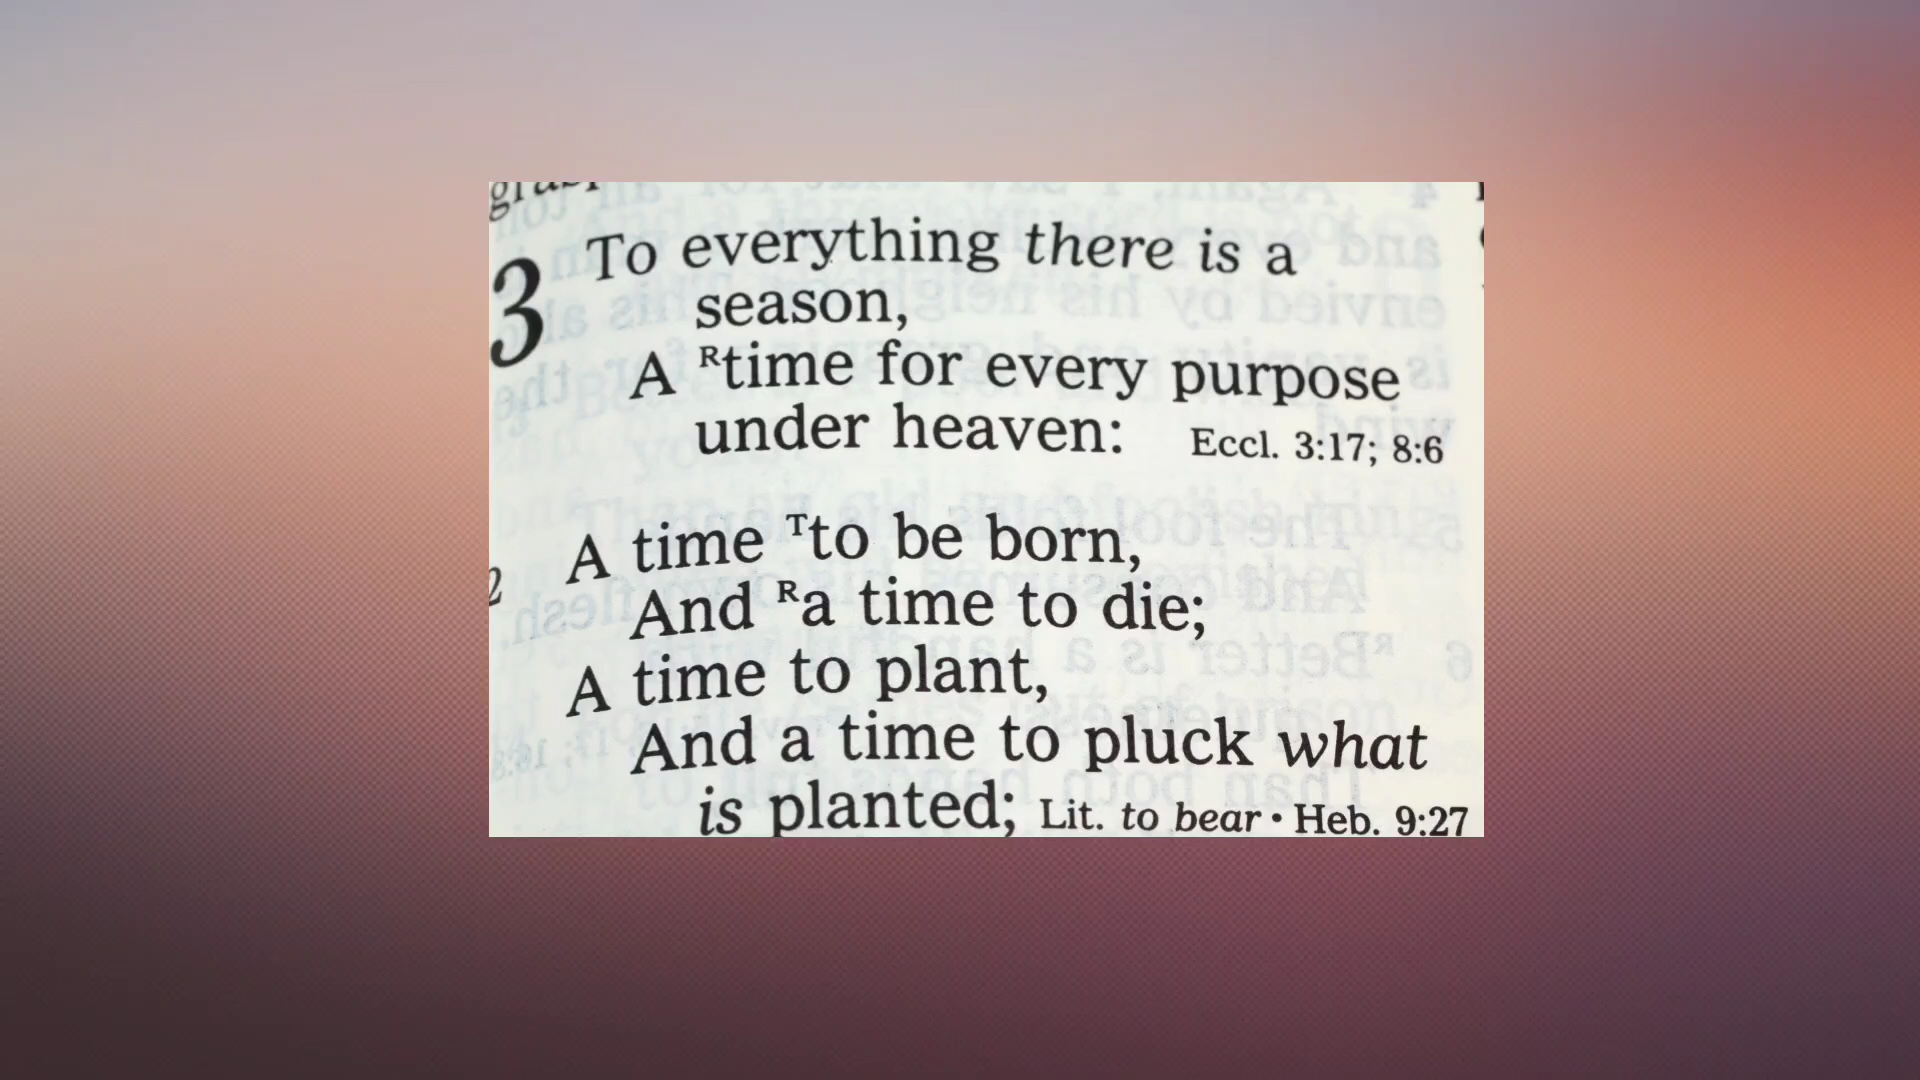 3 To everything there is a
season,
A ᴿtime for every purpose
under heaven: Eccl. 3:17; 8:6
2 A time ᵀto be born,
And ᴿa time to die;
A time to plant,
And a time to pluck what
is planted; Lit. to bear • Heb. 9:27